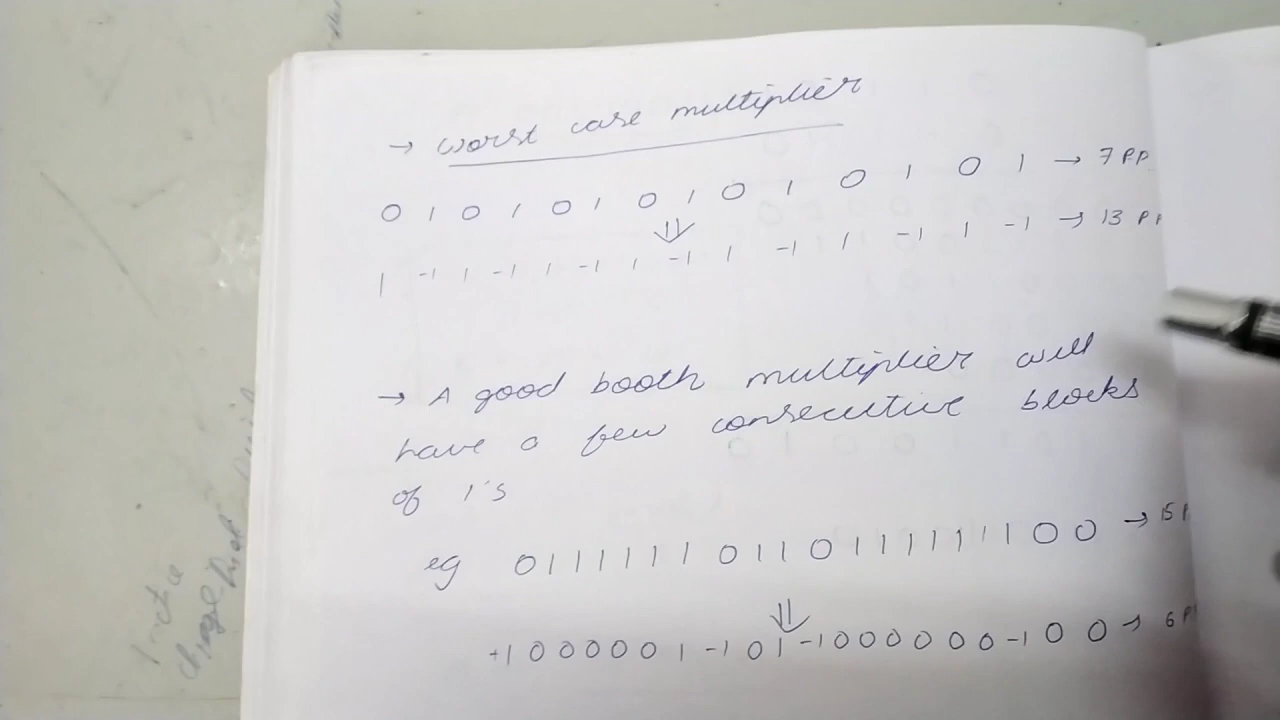 → worst case multiplier
0 1 0 1 0 1 0 1 0 1 0 1 0 1 → 7 P.P.
⇓
1 -1 1 -1 1 -1 1 -1 1 -1 1 -1 1 -1 → 13 P
→ A good booth multiplier will
have a few consecutive blocks
of 1's
eg 0 1 1 1 1 1 1 0 1 1 0 1 1 1 1 1 1 1 0 0 → 15 P
⇓
+1 0 0 0 0 0 1 -1 0 1 -1 0 0 0 0 0 0 -1 0 0 → 6 P